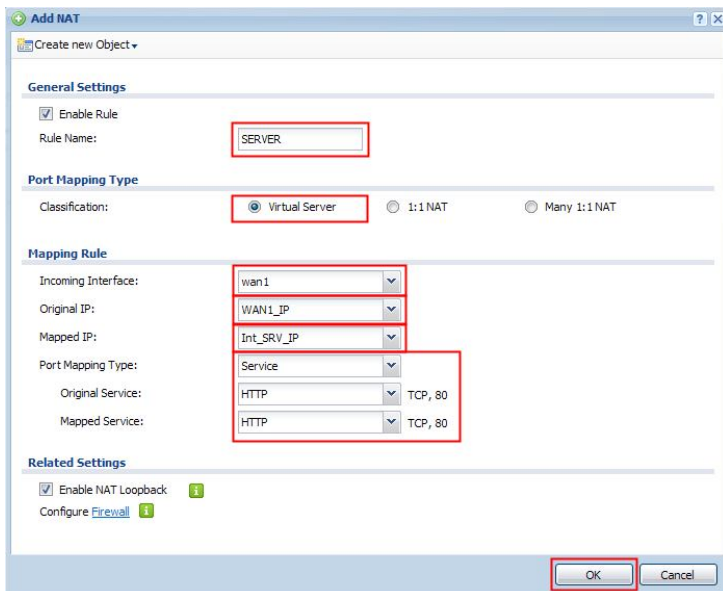 Add NAT
Create new Object
General Settings
Enable Rule
Rule Name: SERVER
Port Mapping Type
Classification: Virtual Server 1:1 NAT Many 1:1 NAT
Mapping Rule
Incoming Interface: wan1
Original IP: WAN1_IP
Mapped IP: Int_SRV_IP
Port Mapping Type: Service
Original Service: HTTP TCP, 80
Mapped Service: HTTP TCP, 80
Related Settings
Enable NAT Loopback
Configure Firewall
OK Cancel